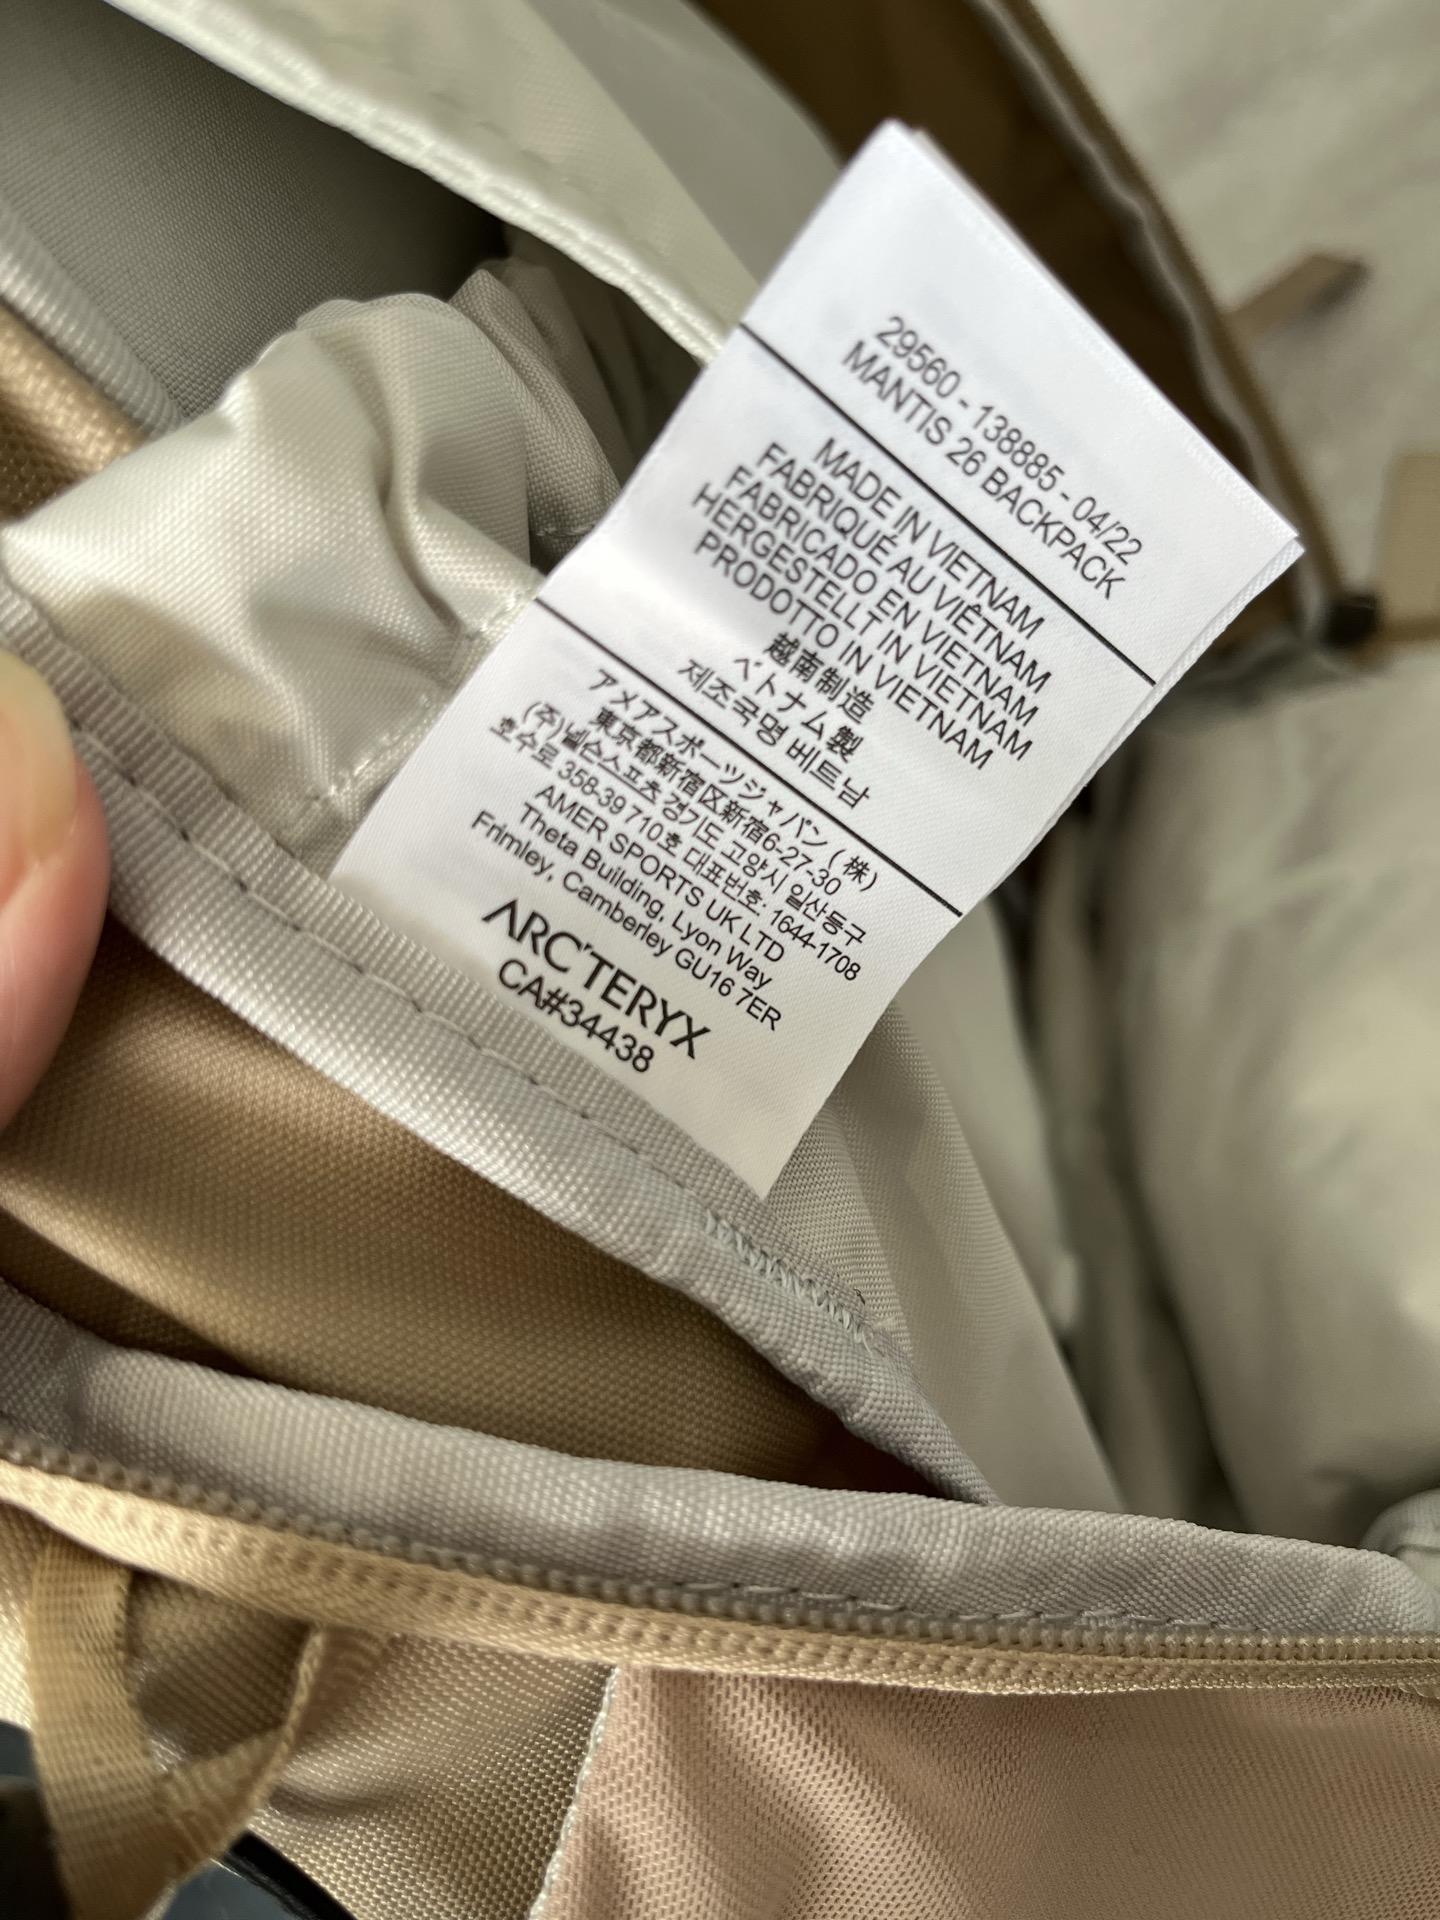 29560 - 138885 - 04/22
MANTIS 26 BACKPACK
MADE IN VIETNAM
FABRIQUÉ AU VIÊTNAM
FABRICADO EN VIETNAM
HERGESTELLT IN VIETNAM
PRODOTTO IN VIETNAM
越南制造
ベトナム製
제조국명 베트남
アメアスポーツジャパン (株)
東京都新宿区新宿6-27-30
(주)넬슨스포츠 경기도 고양시 일산동구
호수로 358-39 710호 대표번호: 1644-1708
AMER SPORTS UK LTD
Theta Building, Lyon Way
Frimley, Camberley GU16 7ER
ARC'TERYX
CA#34438